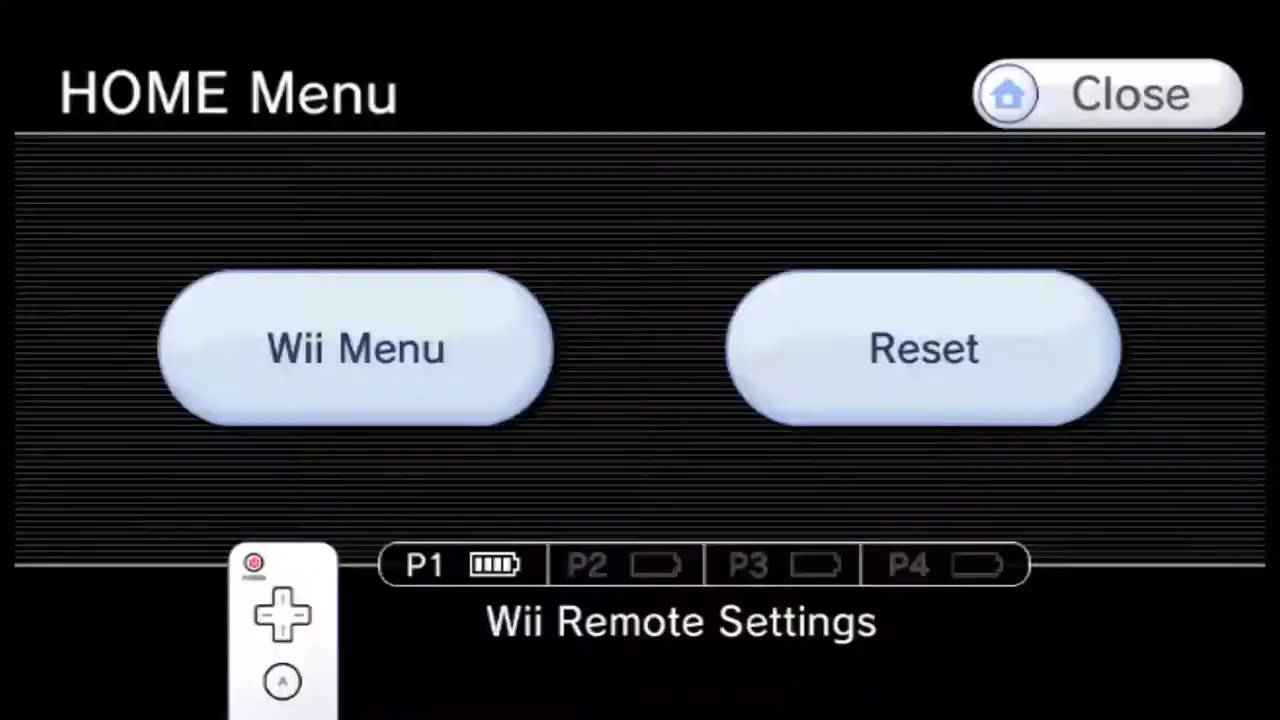 HOME Menu
Close
Wii Menu
Reset
P1 P2 P3 P4
Wii Remote Settings
A